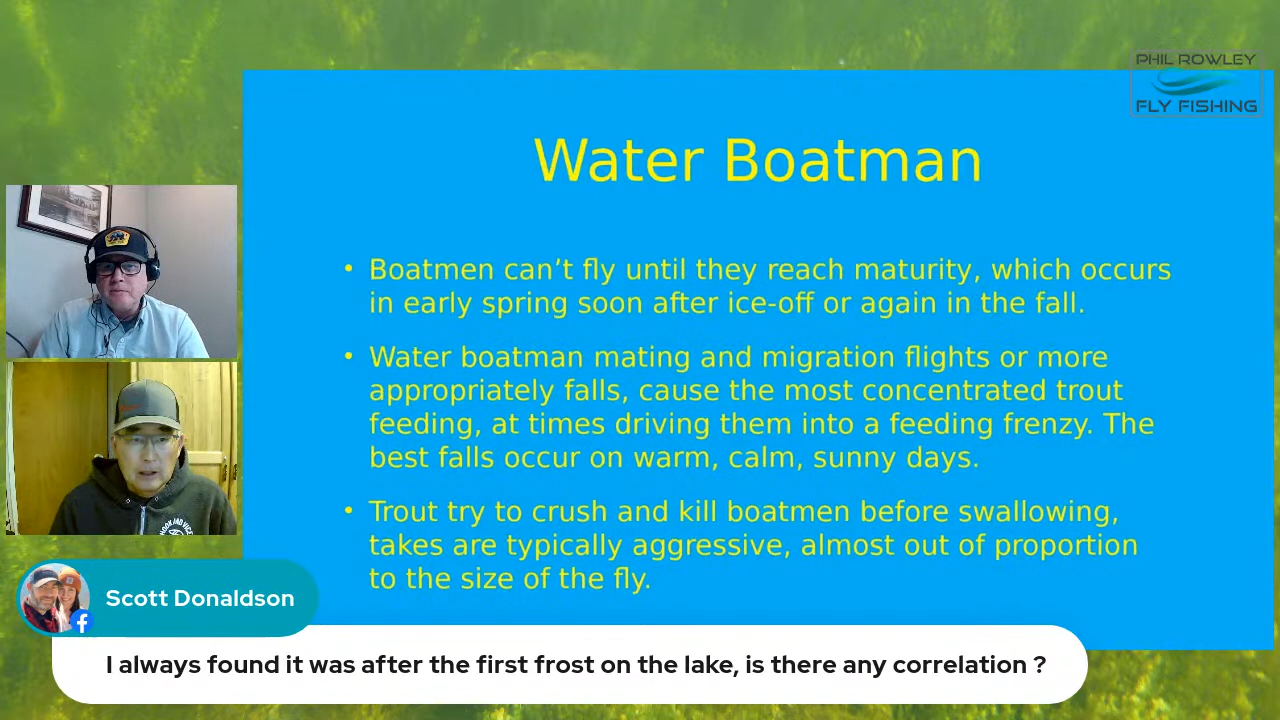 PHIL ROWLEY
FLY FISHING
Water Boatman
• Boatmen can’t fly until they reach maturity, which occurs
in early spring soon after ice-off or again in the fall.
• Water boatman mating and migration flights or more
appropriately falls, cause the most concentrated trout
feeding, at times driving them into a feeding frenzy. The
best falls occur on warm, calm, sunny days.
• Trout try to crush and kill boatmen before swallowing,
takes are typically aggressive, almost out of proportion
to the size of the fly.
Scott Donaldson
I always found it was after the first frost on the lake, is there any correlation ?